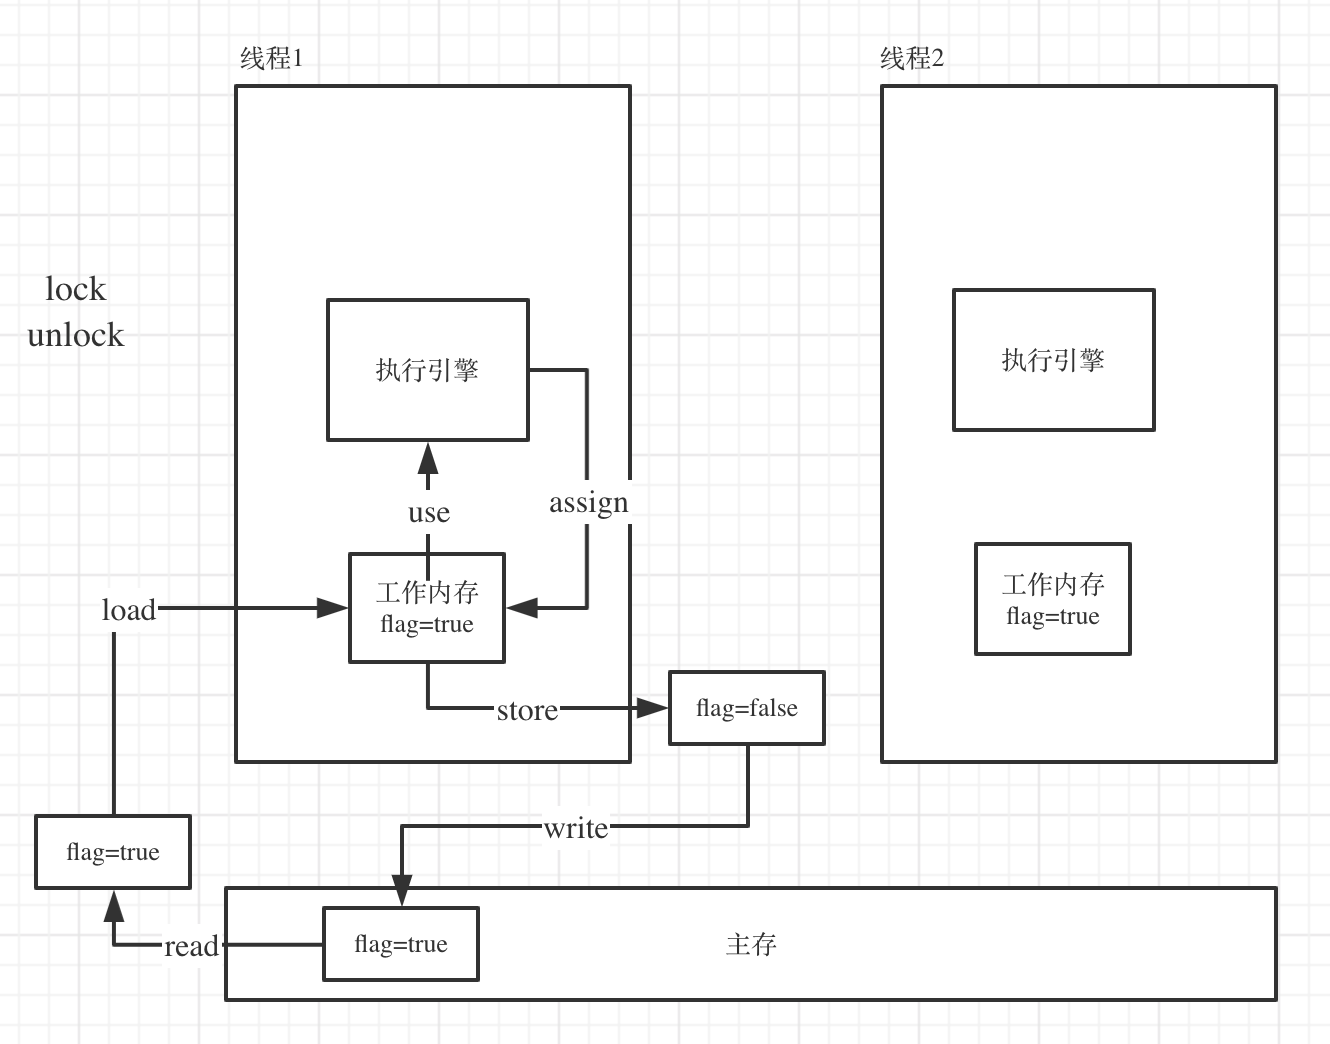 线程1
线程2
lock
unlock
执行引擎
执行引擎
use
assign
工作内存
flag=true
工作内存
flag=true
load
store
flag=false
write
flag=true
read
flag=true
主存